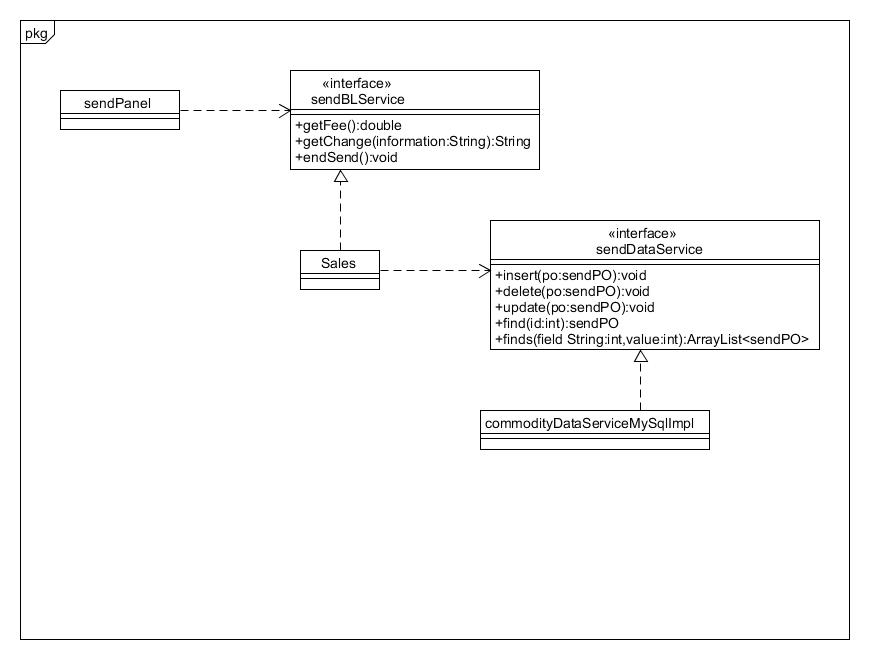 pkg
sendPanel
«interface»
sendBLService
+getFee():double
+getChange(information:String):String
+endSend():void
Sales
«interface»
sendDataService
+insert(po:sendPO):void
+delete(po:sendPO):void
+update(po:sendPO):void
+find(id:int):sendPO
+finds(field String:int,value:int):ArrayList<sendPO>
commodityDataServiceMySqlImpl